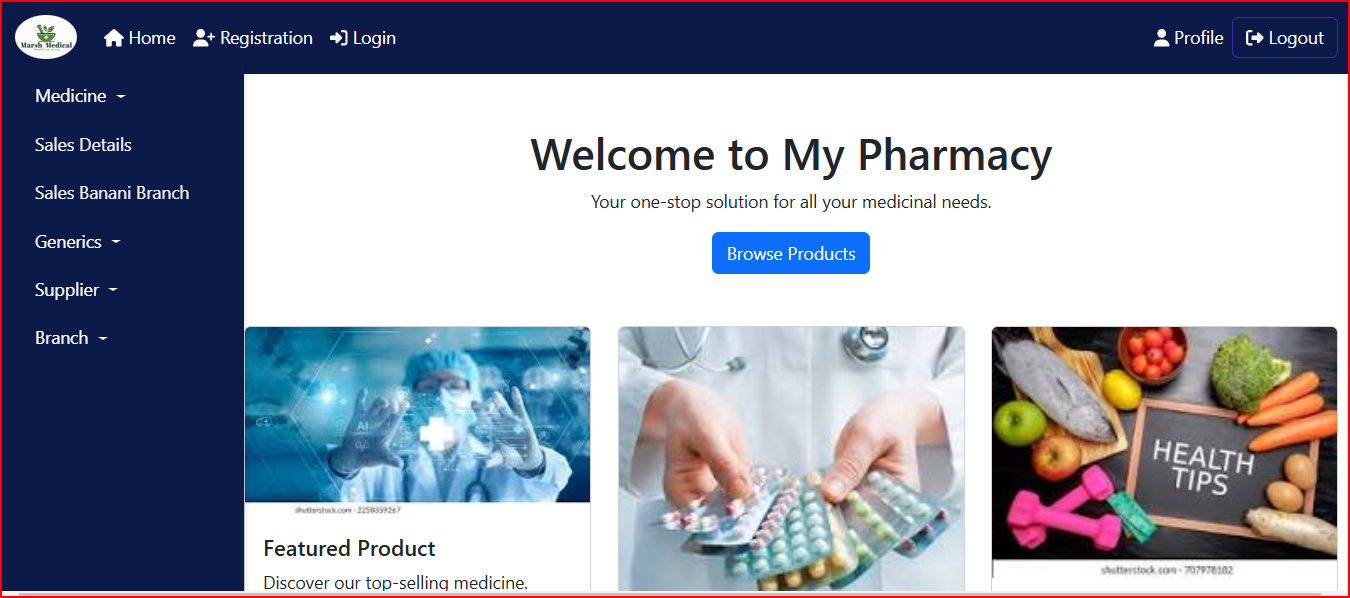 Marsh Medical
Home
Registration
Login
Profile
Logout
Medicine
Sales Details
Sales Banani Branch
Generics
Supplier
Branch
Welcome to My Pharmacy
Your one-stop solution for all your medicinal needs.
Browse Products
AI
shutterstock.com · 2258359267
HEALTH
TIPS
shutterstock.com · 707978182
Featured Product
Discover our top-selling medicine.